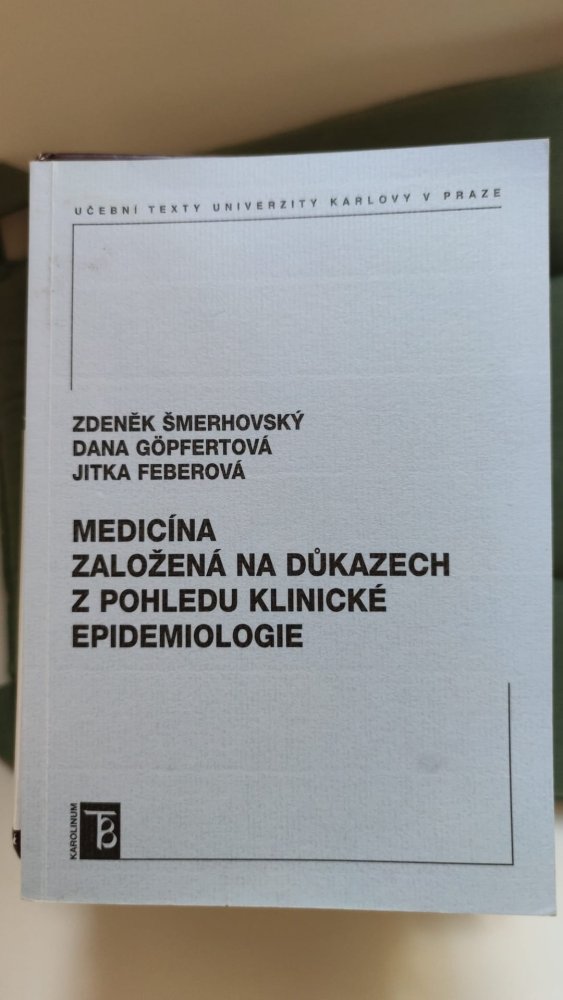 UČEBNÍ TEXTY UNIVERZITY KARLOVY V PRAZE
ZDENĚK ŠMERHOVSKÝ
DANA GÖPFERTOVÁ
JITKA FEBEROVÁ
MEDICÍNA
ZALOŽENÁ NA DŮKAZECH
Z POHLEDU KLINICKÉ
EPIDEMIOLOGIE
KAROLINUM